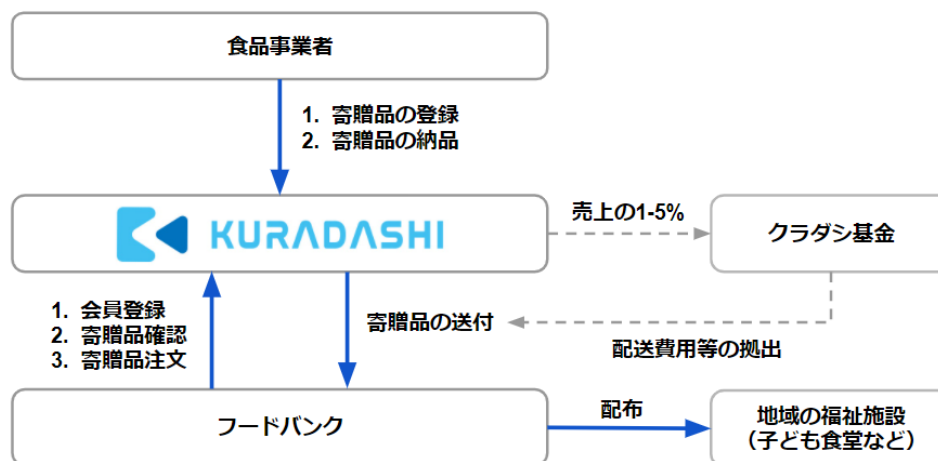 食品事業者
1. 寄贈品の登録
2. 寄贈品の納品
KURADASHI
売上の1-5%
クラダシ基金
1. 会員登録
2. 寄贈品確認
3. 寄贈品注文
寄贈品の送付
配送費用等の拠出
フードバンク
配布
地域の福祉施設
（子ども食堂など）